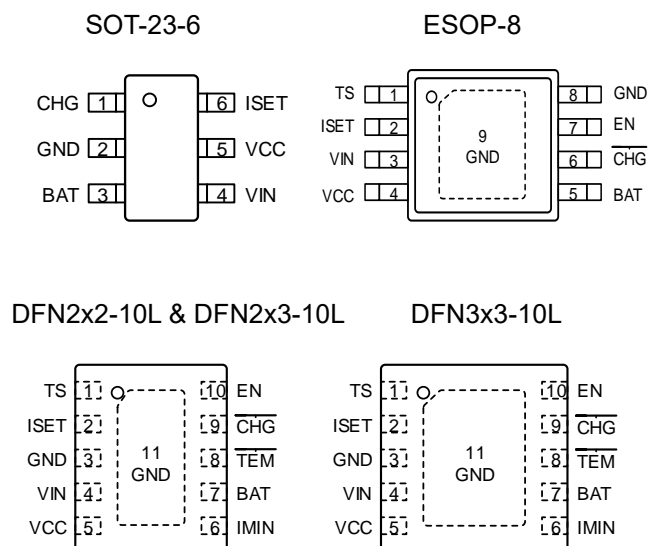 SOT-23-6
ESOP-8
CHG 1 6 ISET
GND 2 5 VCC
BAT 3 4 VIN
TS 1 8 GND
ISET 2 7 EN
VIN 3 6 CHG
VCC 4 5 BAT
9
GND
DFN2x2-10L & DFN2x3-10L
DFN3x3-10L
TS 1 10 EN
ISET 2 9 CHG
GND 3 8 TEM
VIN 4 7 BAT
VCC 5 6 IMIN
11
GND
TS 1 10 EN
ISET 2 9 CHG
GND 3 8 TEM
VIN 4 7 BAT
VCC 5 6 IMIN
11
GND